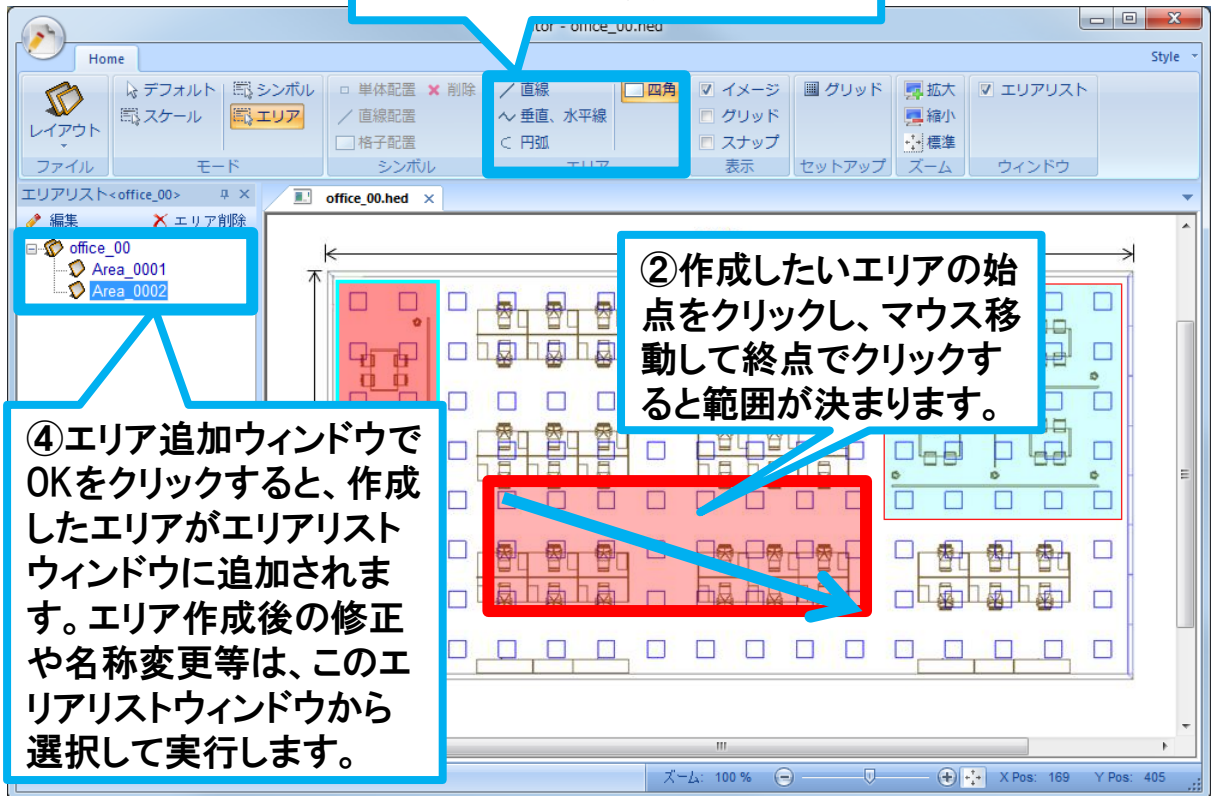 tor - office_00.hed
Home
Style
デフォルト
シンボル
単体配置
削除
直線
四角
イメージ
グリッド
拡大
エリアリスト
スケール
エリア
直線配置
垂直、水平線
グリッド
縮小
レイアウト
格子配置
円弧
スナップ
標準
ファイル
モード
シンボル
エリア
表示
セットアップ
ズーム
ウィンドウ
エリアリスト<office_00>
office_00.hed
編集
エリア削除
office_00
Area_0001
Area_0002
②作成したいエリアの始
点をクリックし、マウス移
動して終点でクリックす
ると範囲が決まります。
④エリア追加ウィンドウで
OKをクリックすると、作成
したエリアがエリアリスト
ウィンドウに追加されま
す。エリア作成後の修正
や名称変更等は、このエ
リアリストウィンドウから
選択して実行します。
ズーム: 100 %
X Pos: 169
Y Pos: 405